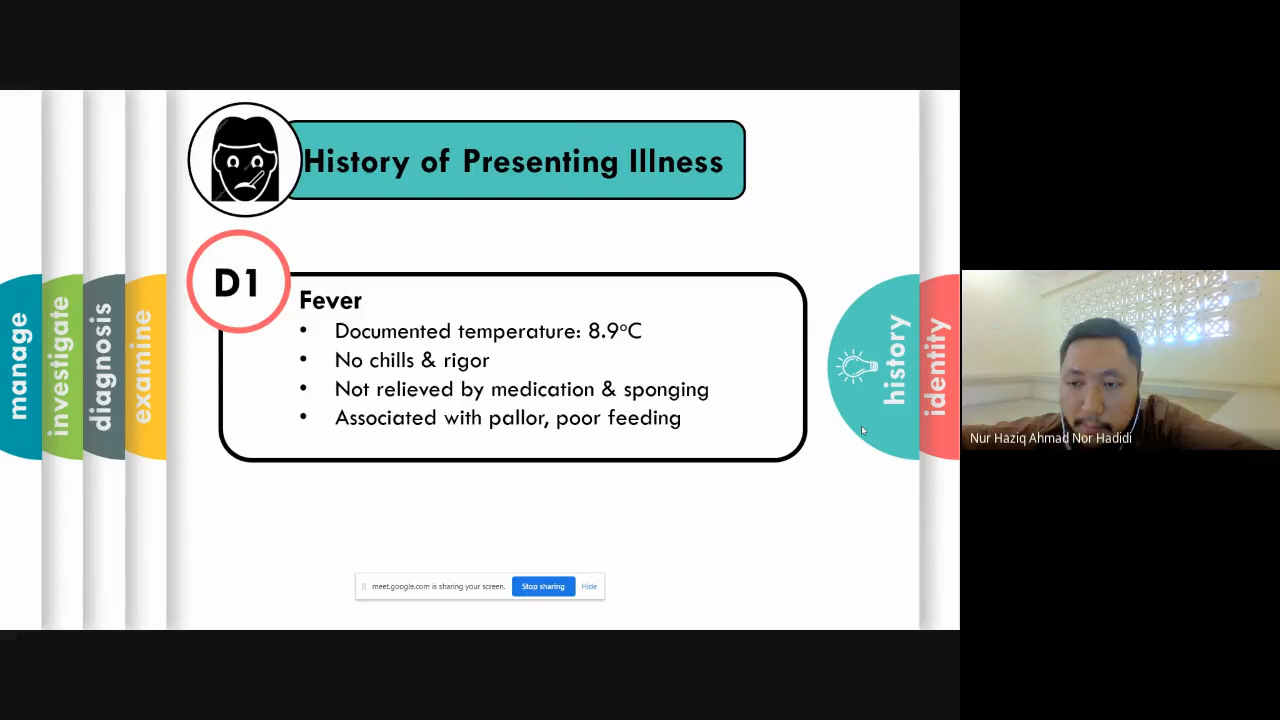 History of Presenting Illness
D1
Fever
• Documented temperature: 8.9°C
• No chills & rigor
• Not relieved by medication & sponging
• Associated with pallor, poor feeding
manage
investigate
diagnosis
examine
history
identity
Nur Haziq Ahmad Nor Hadidi
meet.google.com is sharing your screen.
Stop sharing
Hide